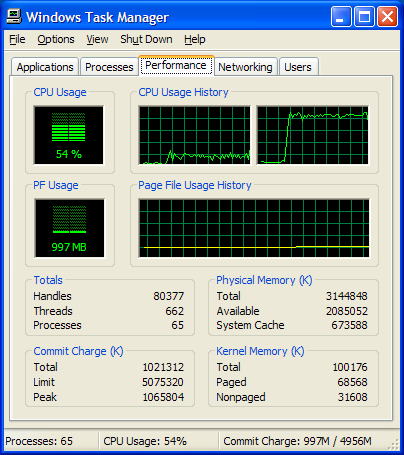 Windows Task Manager
File Options View Shut Down Help
Applications Processes Performance Networking Users
CPU Usage CPU Usage History
54 %
PF Usage Page File Usage History
997 MB
Totals
Handles 80377
Threads 662
Processes 65
Physical Memory (K)
Total 3144848
Available 2085052
System Cache 673588
Commit Charge (K)
Total 1021312
Limit 5075320
Peak 1065804
Kernel Memory (K)
Total 100176
Paged 68568
Nonpaged 31608
Processes: 65 CPU Usage: 54% Commit Charge: 997M / 4956M